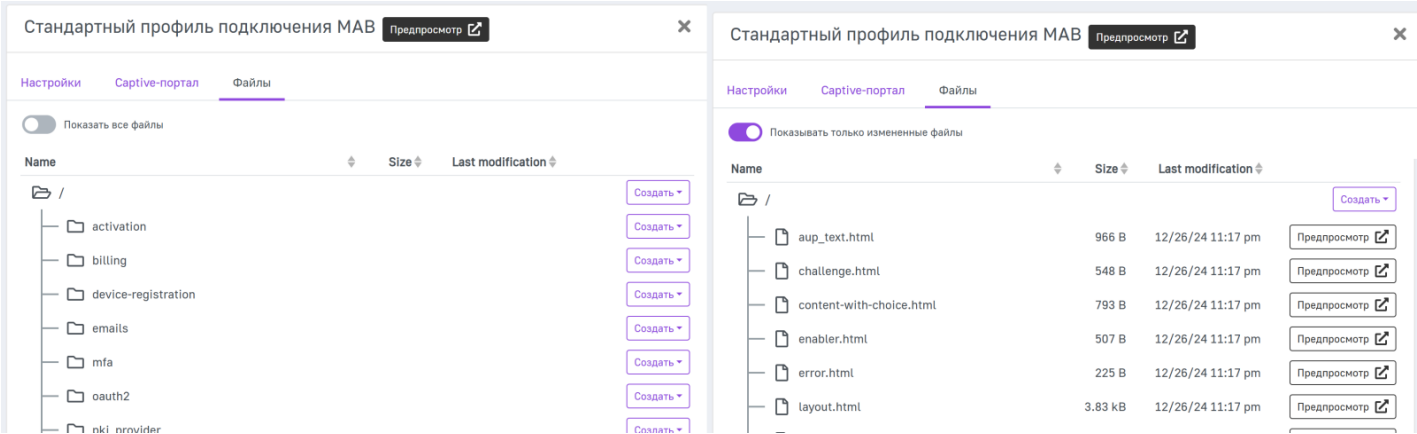 Стандартный профиль подключения MAB Предпросмотр
Настройки Captive-портал Файлы
Показать все файлы
Name Size Last modification
/ Создать
activation Создать
billing Создать
device-registration Создать
emails Создать
mfa Создать
oauth2 Создать
pki_provider Создать
Стандартный профиль подключения MAB Предпросмотр
Настройки Captive-портал Файлы
Показывать только измененные файлы
Name Size Last modification
/ Создать
aup_text.html 966 B 12/26/24 11:17 pm Предпросмотр
challenge.html 548 B 12/26/24 11:17 pm Предпросмотр
content-with-choice.html 793 B 12/26/24 11:17 pm Предпросмотр
enabler.html 507 B 12/26/24 11:17 pm Предпросмотр
error.html 225 B 12/26/24 11:17 pm Предпросмотр
layout.html 3.83 kB 12/26/24 11:17 pm Предпросмотр